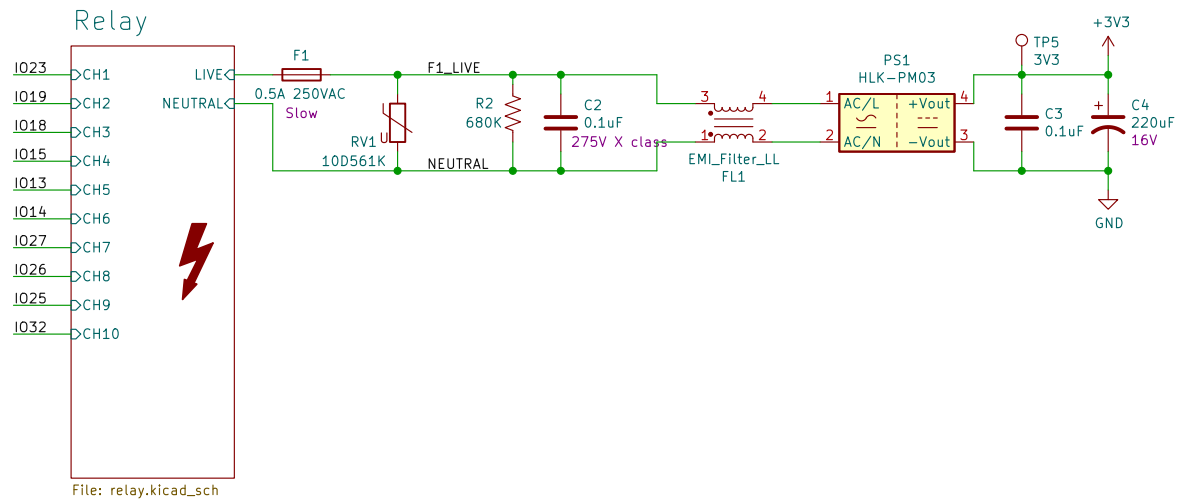 Relay
IO23
CH1
IO19
CH2
IO18
CH3
IO15
CH4
IO13
CH5
IO14
CH6
IO27
CH7
IO26
CH8
IO25
CH9
IO32
CH10
LIVE
NEUTRAL
File: relay.kicad_sch
F1
0.5A 250VAC
Slow
F1_LIVE
RV1
U
10D561K
NEUTRAL
R2
680K
C2
0.1uF
275V X class
3
4
1
2
EMI_Filter_LL
FL1
PS1
HLK-PM03
1
AC/L
+Vout
4
2
AC/N
-Vout
3
TP5
3V3
+3V3
C3
0.1uF
+
C4
220uF
16V
GND